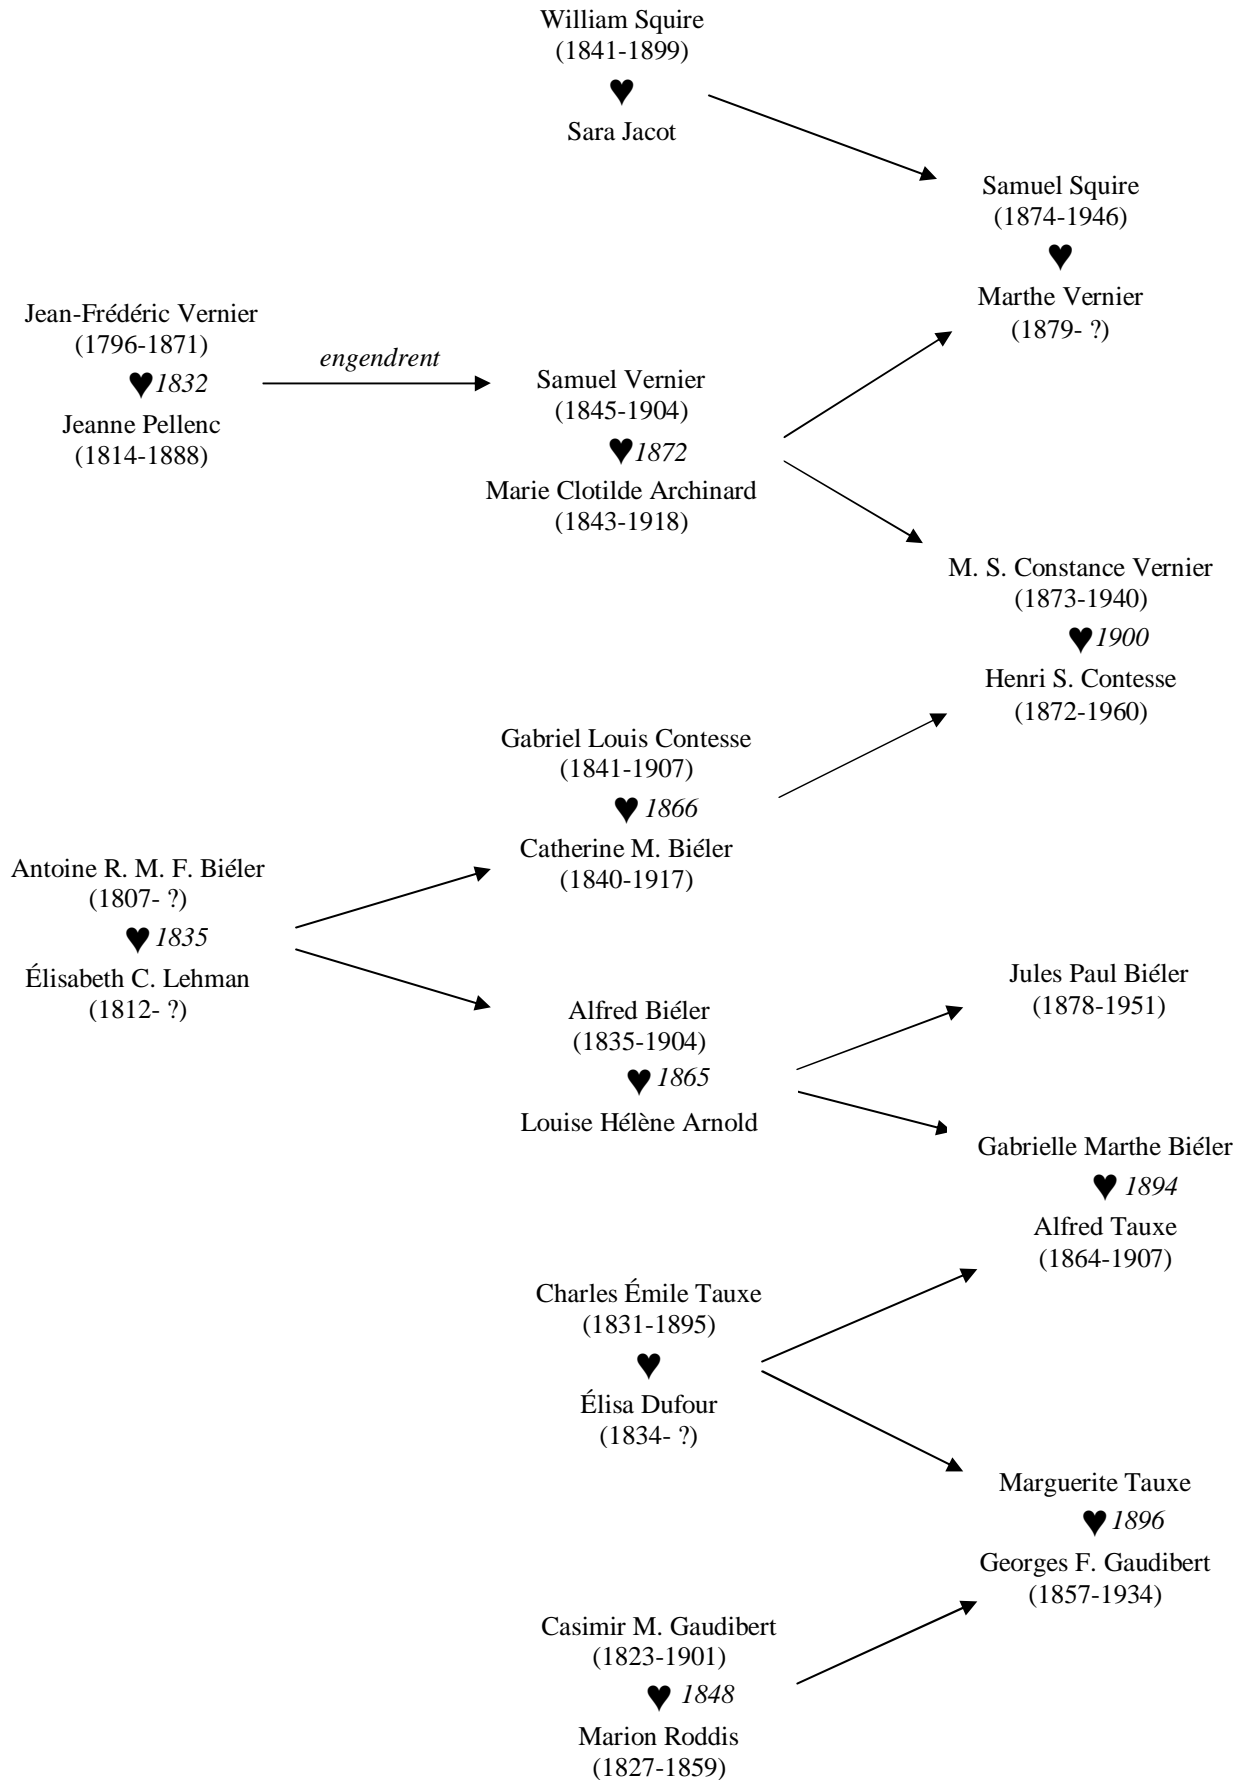 William Squire
(1841-1899)
♥
Sara Jacot
Samuel Squire
(1874-1946)
♥
Marthe Vernier
(1879- ?)
Jean-Frédéric Vernier
(1796-1871)
♥1832
Jeanne Pellenc
(1814-1888)
engendrent
Samuel Vernier
(1845-1904)
♥1872
Marie Clotilde Archinard
(1843-1918)
M. S. Constance Vernier
(1873-1940)
♥1900
Henri S. Contesse
(1872-1960)
Gabriel Louis Contesse
(1841-1907)
♥ 1866
Catherine M. Biéler
(1840-1917)
Antoine R. M. F. Biéler
(1807- ?)
♥ 1835
Élisabeth C. Lehman
(1812- ?)
Alfred Biéler
(1835-1904)
♥ 1865
Louise Hélène Arnold
Jules Paul Biéler
(1878-1951)
Gabrielle Marthe Biéler
♥ 1894
Alfred Tauxe
(1864-1907)
Charles Émile Tauxe
(1831-1895)
♥
Élisa Dufour
(1834- ?)
Marguerite Tauxe
♥1896
Georges F. Gaudibert
(1857-1934)
Casimir M. Gaudibert
(1823-1901)
♥ 1848
Marion Roddis
(1827-1859)